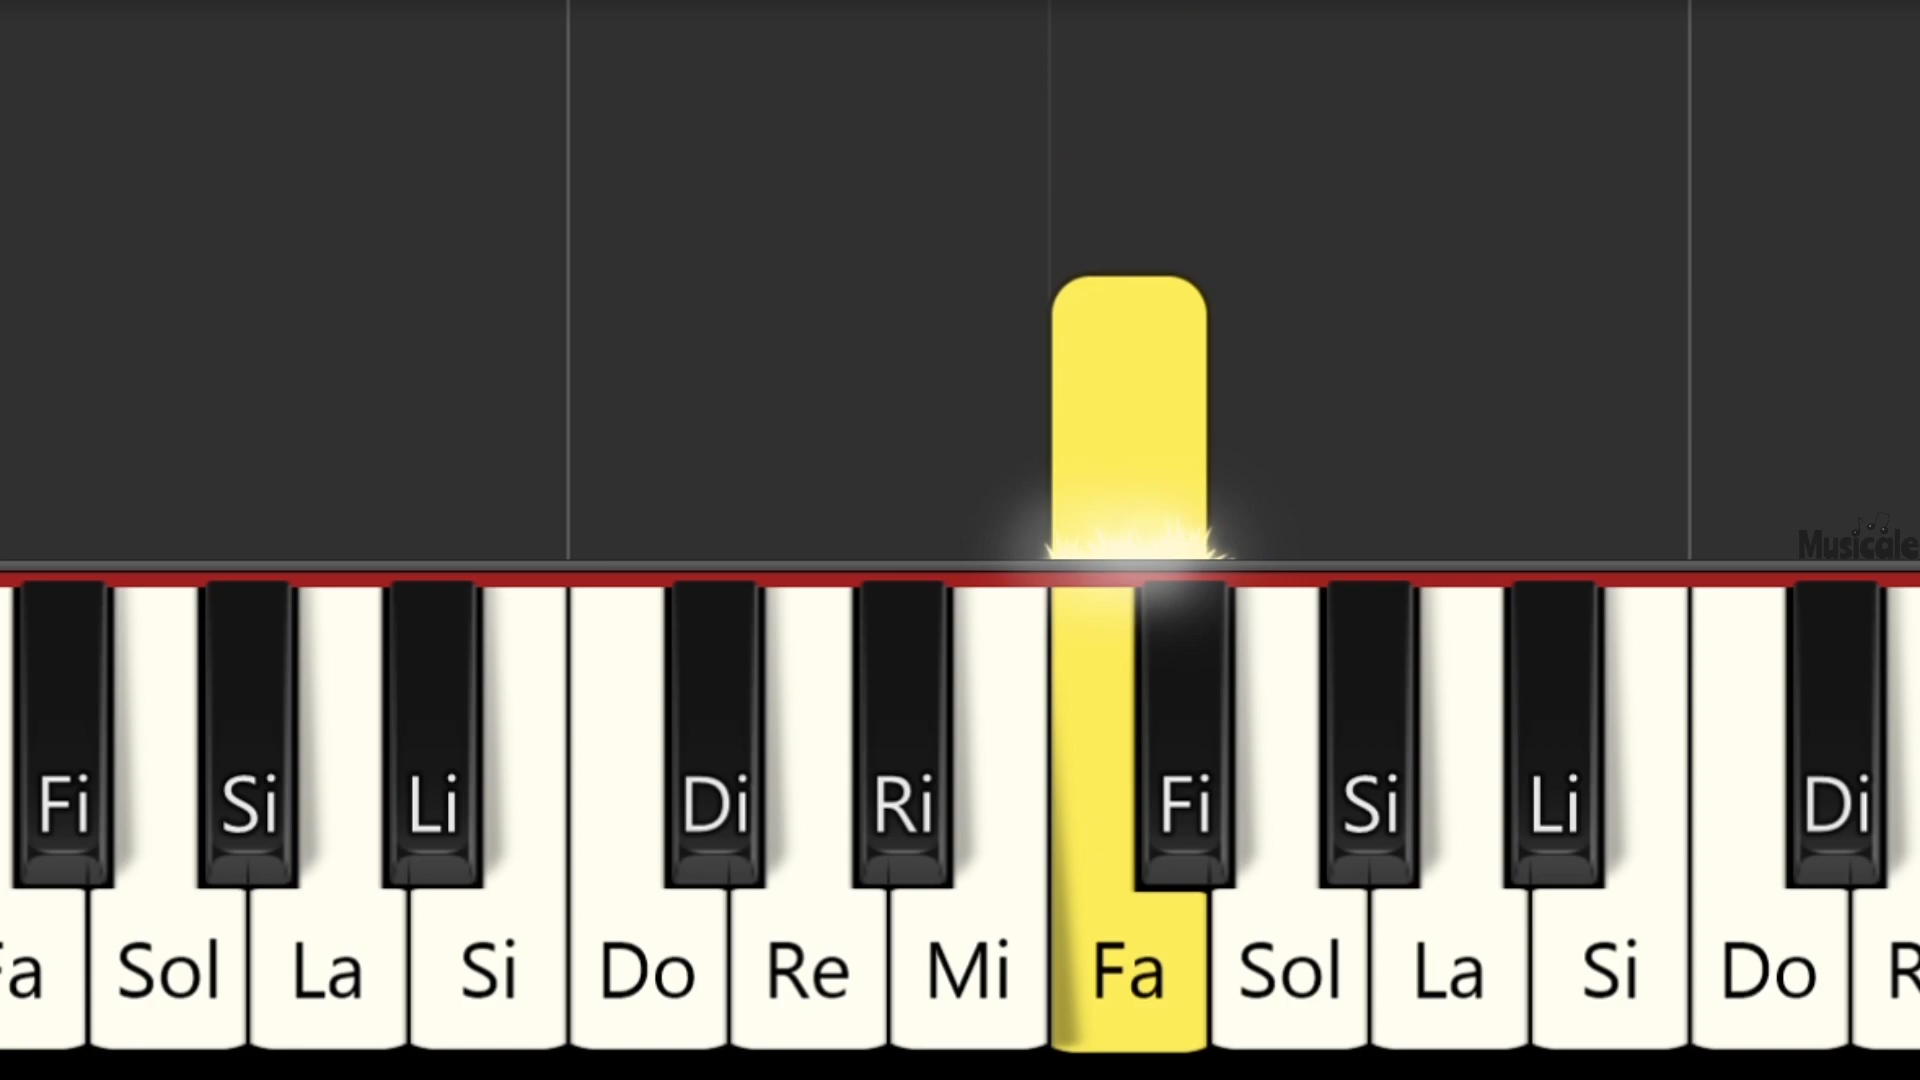 Musicale
Fi Si Li Di Ri Fi Si Li Di
Fa Sol La Si Do Re Mi Fa Sol La Si Do R